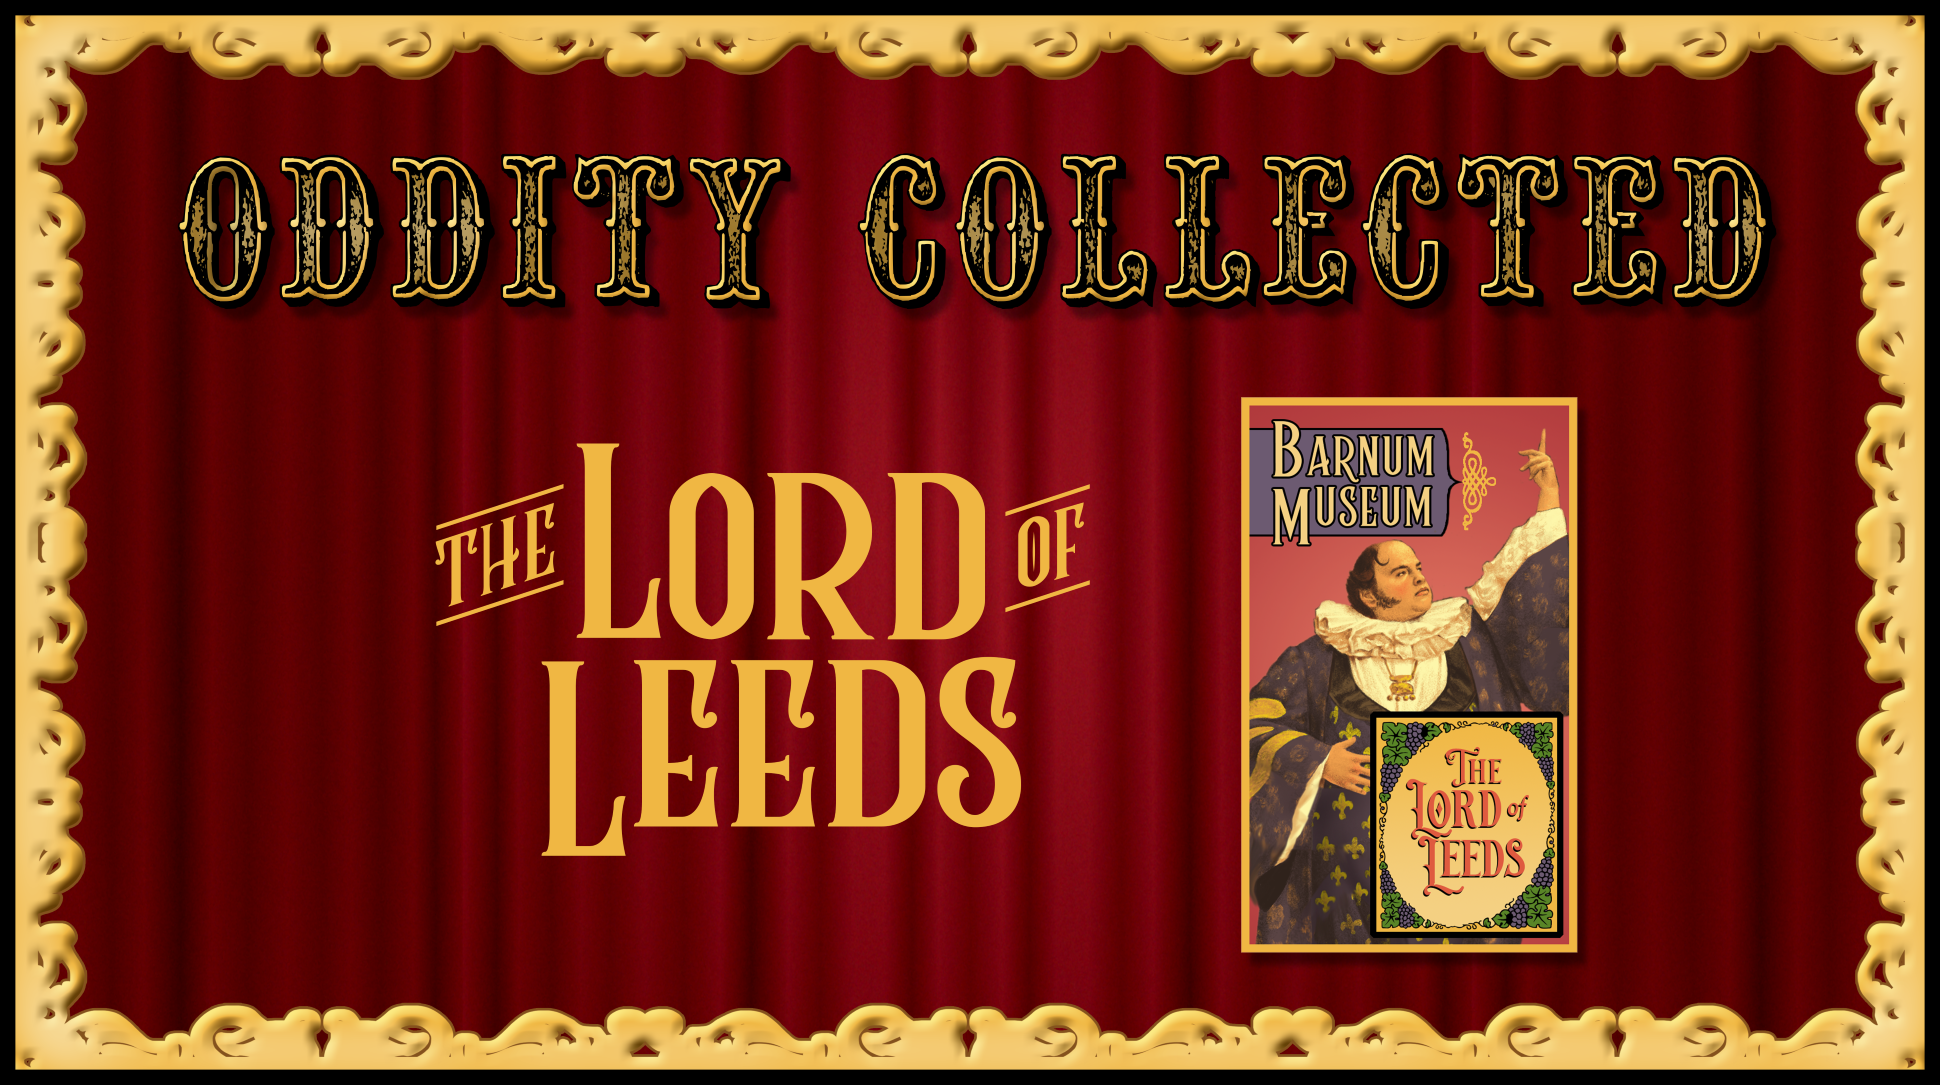 ODDITY COLLECTED
THE LORD OF
LEEDS
BARNUM
MUSEUM
THE
LORD of
LEEDS